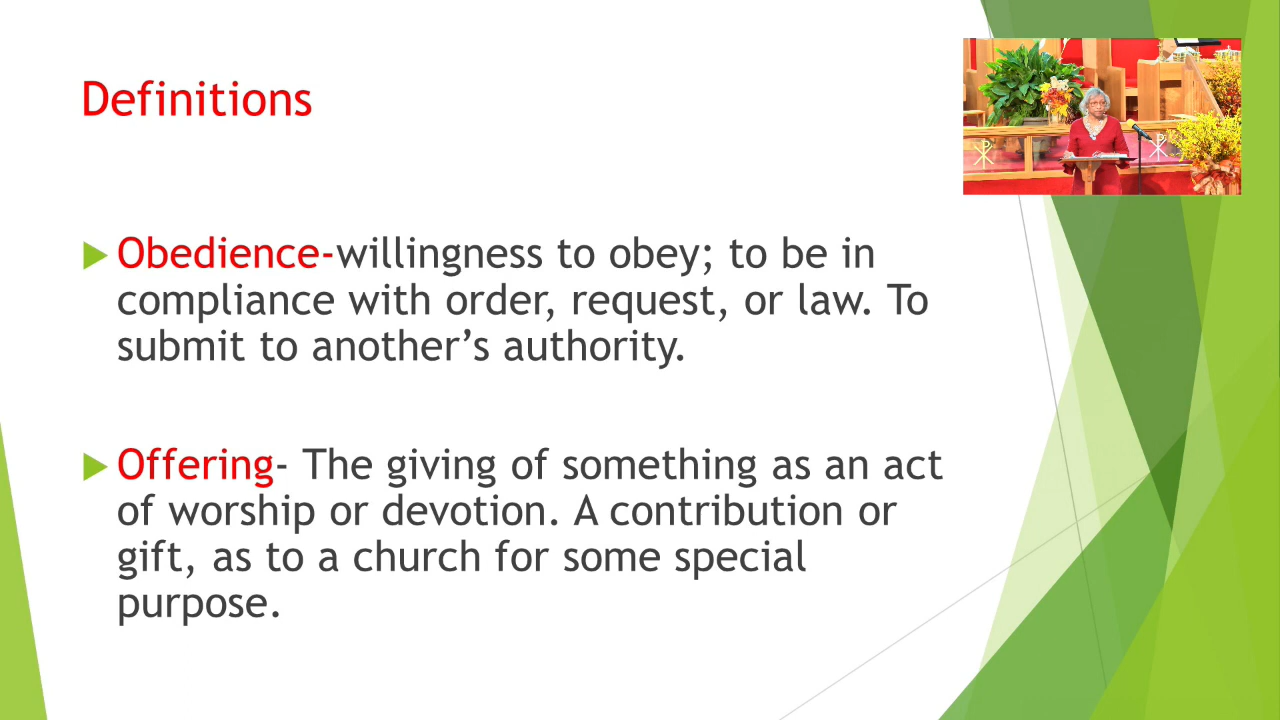 Definitions
Obedience-willingness to obey; to be in
compliance with order, request, or law. To
submit to another’s authority.
Offering- The giving of something as an act
of worship or devotion. A contribution or
gift, as to a church for some special
purpose.